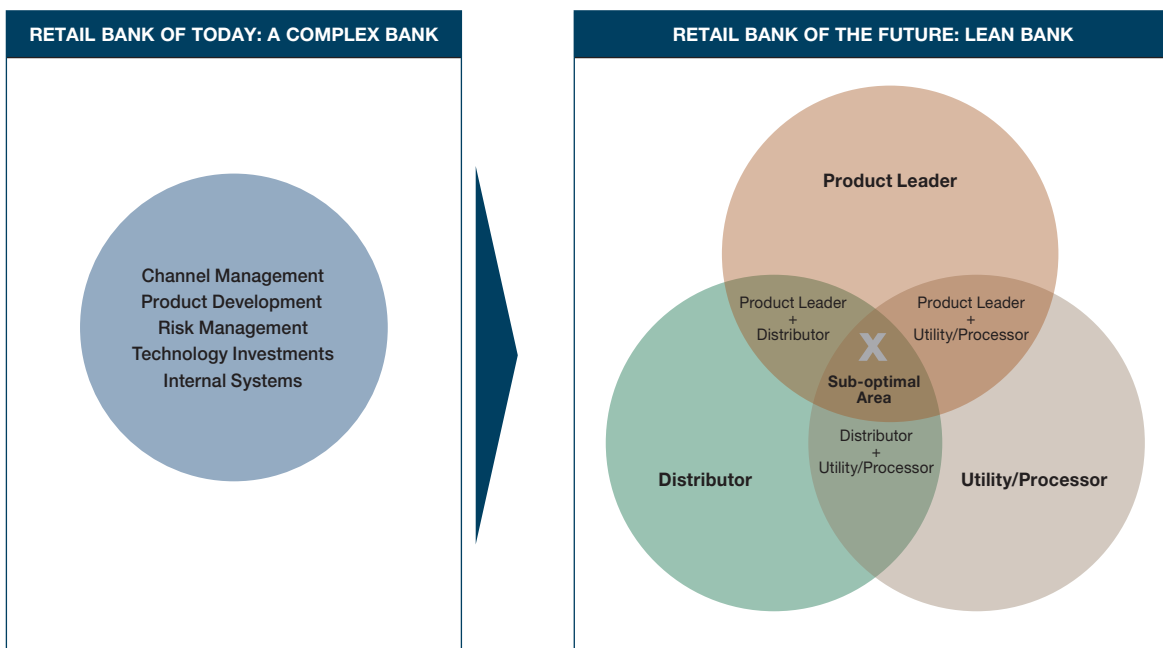 RETAIL BANK OF TODAY: A COMPLEX BANK
Channel Management
Product Development
Risk Management
Technology Investments
Internal Systems
RETAIL BANK OF THE FUTURE: LEAN BANK
Product Leader
Product Leader
+
Distributor
Product Leader
+
Utility/Processor
X
Sub-optimal
Area
Distributor
+
Utility/Processor
Distributor
Utility/Processor